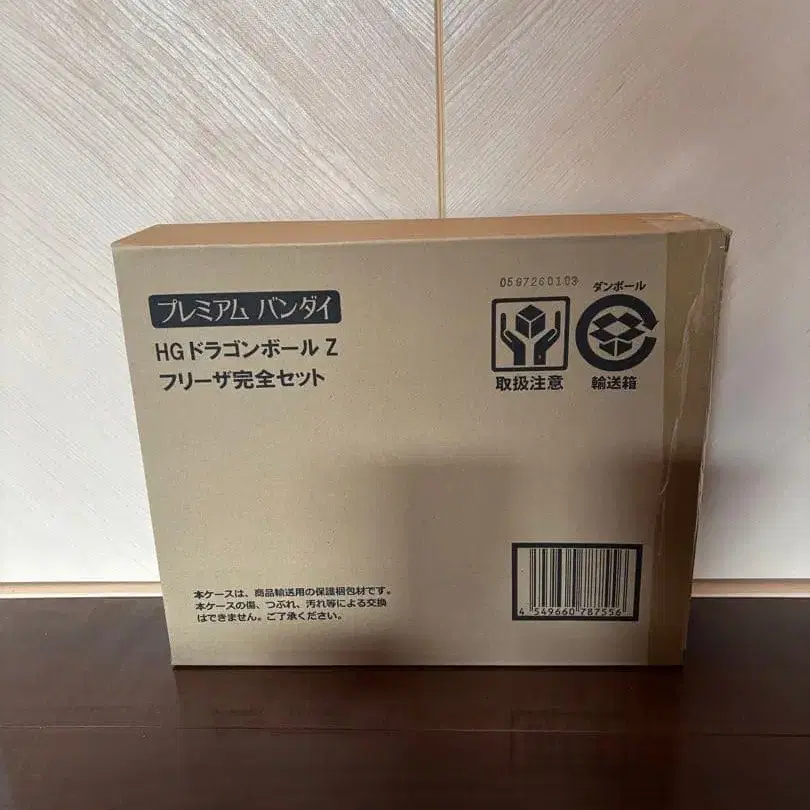 プレミアム バンダイ
HG ドラゴンボール Z
フリーザ完全セット
0597260103
ダンボール
取扱注意
輸送箱
本ケースは、商品輸送用の保護梱包材です。
本ケースの傷、つぶれ、汚れ等による交換
はできません。ご了承ください。
4 549660 787556